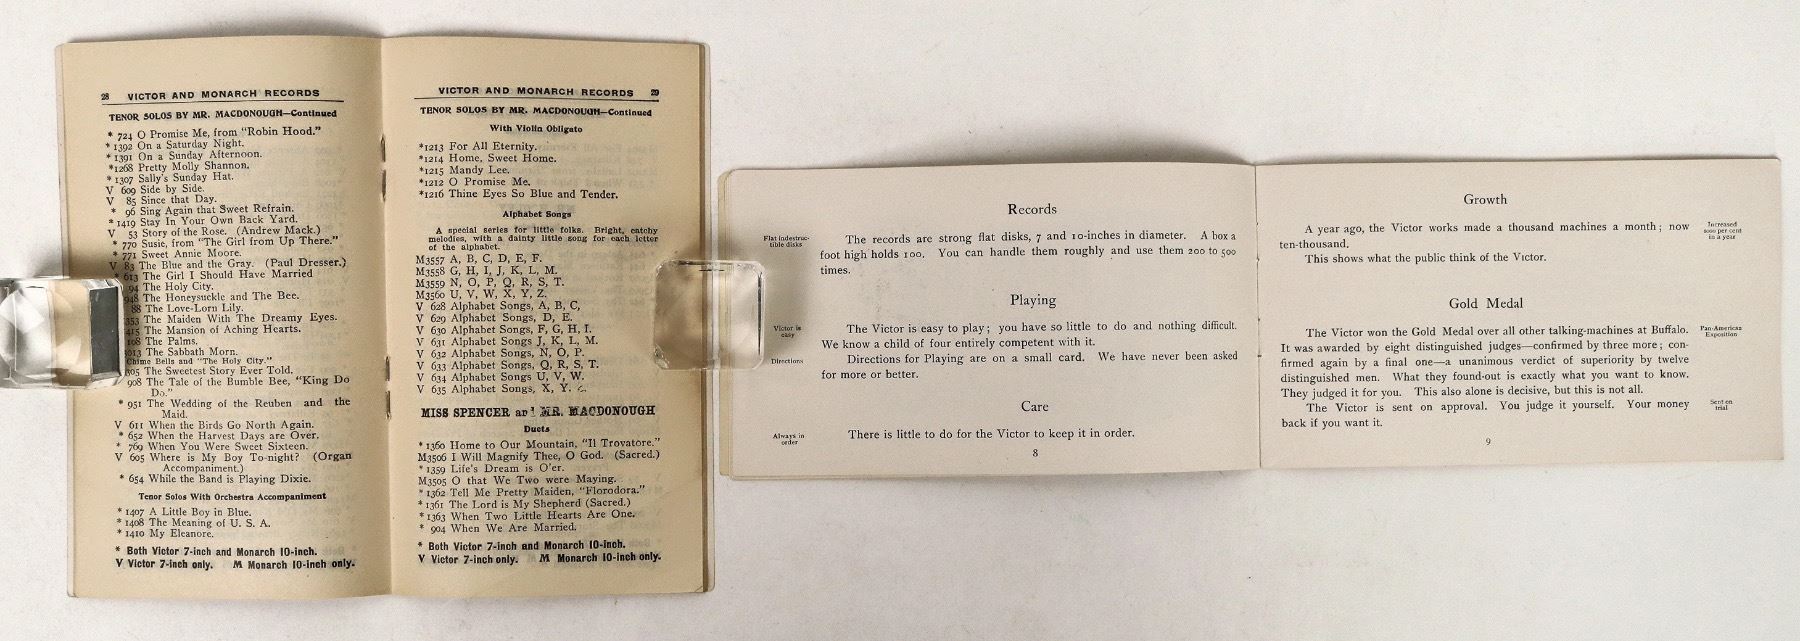 28 VICTOR AND MONARCH RECORDS
TENOR SOLOS BY MR. MACDONOUGH—Continued
* 724 O Promise Me, from "Robin Hood."
* 1392 On a Saturday Night.
* 1391 On a Sunday Afternoon.
*1268 Pretty Molly Shannon.
* 1307 Sally's Sunday Hat.
V 609 Side by Side.
V 85 Since that Day.
* 96 Sing Again that Sweet Refrain.
*1419 Stay In Your Own Back Yard.
V 53 Story of the Rose. (Andrew Mack.)
* 770 Susie, from "The Girl from Up There."
* 771 Sweet Annie Moore.
V 83 The Blue and the Gray. (Paul Dresser.)
* 613 The Girl I Should Have Married
94 The Holy City.
948 The Honeysuckle and The Bee.
88 The Love-Lorn Lily.
353 The Maiden With The Dreamy Eyes.
415 The Mansion of Aching Hearts.
108 The Palms.
1013 The Sabbath Morn.
Chime Bells and "The Holy City."
305 The Sweetest Story Ever Told.
908 The Tale of the Bumble Bee, "King Do
Do."
* 951 The Wedding of the Reuben and the
Maid.
V 611 When the Birds Go North Again.
* 652 When the Harvest Days are Over.
* 769 When You Were Sweet Sixteen.
V 605 Where is My Boy To-night? (Organ
Accompaniment.)
* 654 While the Band is Playing Dixie.
Tenor Solos With Orchestra Accompaniment
* 1407 A Little Boy in Blue.
* 1408 The Meaning of U. S. A.
* 1410 My Eleanore.
* Both Victor 7-inch and Monarch 10-inch.
V Victor 7-inch only. M Monarch 10-inch only.
VICTOR AND MONARCH RECORDS 29
TENOR SOLOS BY MR. MACDONOUGH—Continued
With Violin Obligato
*1213 For All Eternity.
*1214 Home, Sweet Home.
*1215 Mandy Lee.
*1212 O Promise Me.
*1216 Thine Eyes So Blue and Tender.
Alphabet Songs
A special series for little folks. Bright, catchy
melodies, with a dainty little song for each letter
of the alphabet.
M3557 A, B, C, D, E, F.
M3558 G, H, I, J, K, L, M.
M3559 N, O, P, Q, R, S, T.
M3560 U, V, W, X, Y, Z.
V 628 Alphabet Songs, A, B, C,
V 629 Alphabet Songs, D, E.
V 630 Alphabet Songs, F, G, H, I.
V 631 Alphabet Songs J, K, L, M.
V 632 Alphabet Songs, N, O, P.
V 633 Alphabet Songs, Q, R, S, T.
V 634 Alphabet Songs U, V, W.
V 635 Alphabet Songs, X, Y.
MISS SPENCER and MR. MACDONOUGH
Duets
*1360 Home to Our Mountain, "Il Trovatore."
M3506 I Will Magnify Thee, O God. (Sacred.)
*1359 Life's Dream is O'er.
M3505 O that We Two were Maying.
*1362 Tell Me Pretty Maiden, "Florodora."
*1361 The Lord is My Shepherd (Sacred.)
*1363 When Two Little Hearts Are One.
* 904 When We Are Married.
* Both Victor 7-inch and Monarch 10-inch.
V Victor 7-inch only. M Monarch 10-inch only.
Records
Flat indestruc-
tible disks
The records are strong flat disks, 7 and 10-inches in diameter. A box a
foot high holds 100. You can handle them roughly and use them 200 to 500
times.
Playing
Victor is
easy
The Victor is easy to play; you have so little to do and nothing difficult.
We know a child of four entirely competent with it.
Directions
Directions for Playing are on a small card. We have never been asked
for more or better.
Care
Always in
order
There is little to do for the Victor to keep it in order.
8
Growth
A year ago, the Victor works made a thousand machines a month; now
ten-thousand.
Increased
1000 per cent
in a year
This shows what the public think of the Victor.
Gold Medal
The Victor won the Gold Medal over all other talking-machines at Buffalo.
Pan-American
Exposition
It was awarded by eight distinguished judges—confirmed by three more; con-
firmed again by a final one—a unanimous verdict of superiority by twelve
distinguished men. What they found-out is exactly what you want to know.
They judged it for you. This also alone is decisive, but this is not all.
The Victor is sent on approval. You judge it yourself. Your money
back if you want it.
Sent on
trial
9